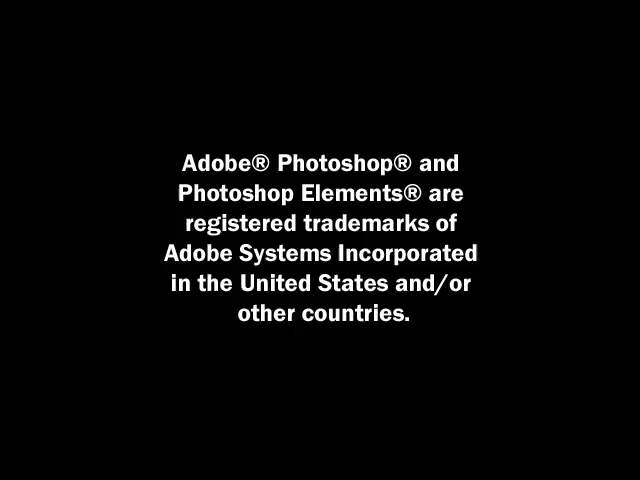 Adobe® Photoshop® and
Photoshop Elements® are
registered trademarks of
Adobe Systems Incorporated
in the United States and/or
other countries.